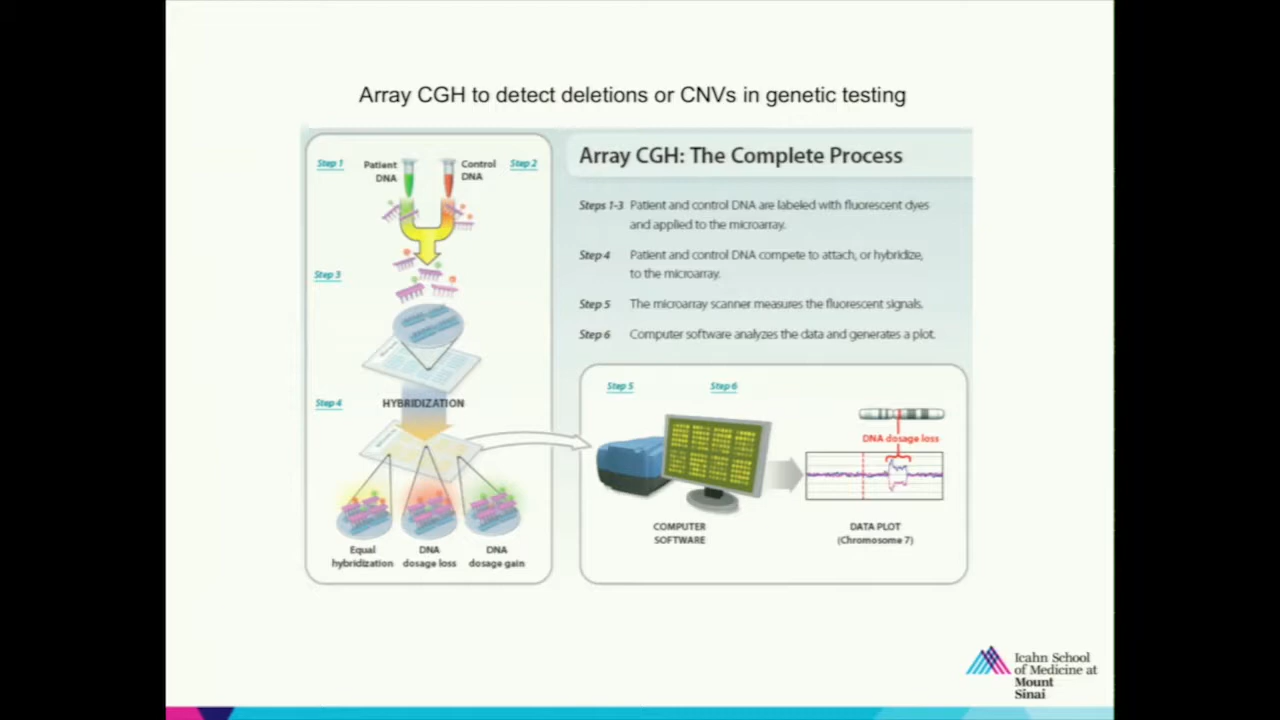 Array CGH to detect deletions or CNVs in genetic testing
Step 1
Patient
DNA
Control
DNA
Step 2
Step 3
Step 4
HYBRIDIZATION
Equal
hybridization
DNA
dosage loss
DNA
dosage gain
Array CGH: The Complete Process
Steps 1-3 Patient and control DNA are labeled with fluorescent dyes
and applied to the microarray.
Step 4 Patient and control DNA compete to attach, or hybridize,
to the microarray.
Step 5 The microarray scanner measures the fluorescent signals.
Step 6 Computer software analyzes the data and generates a plot.
Step 5
Step 6
DNA dosage loss
COMPUTER
SOFTWARE
DATA PLOT
(Chromosome 7)
Icahn School
of Medicine at
Mount
Sinai